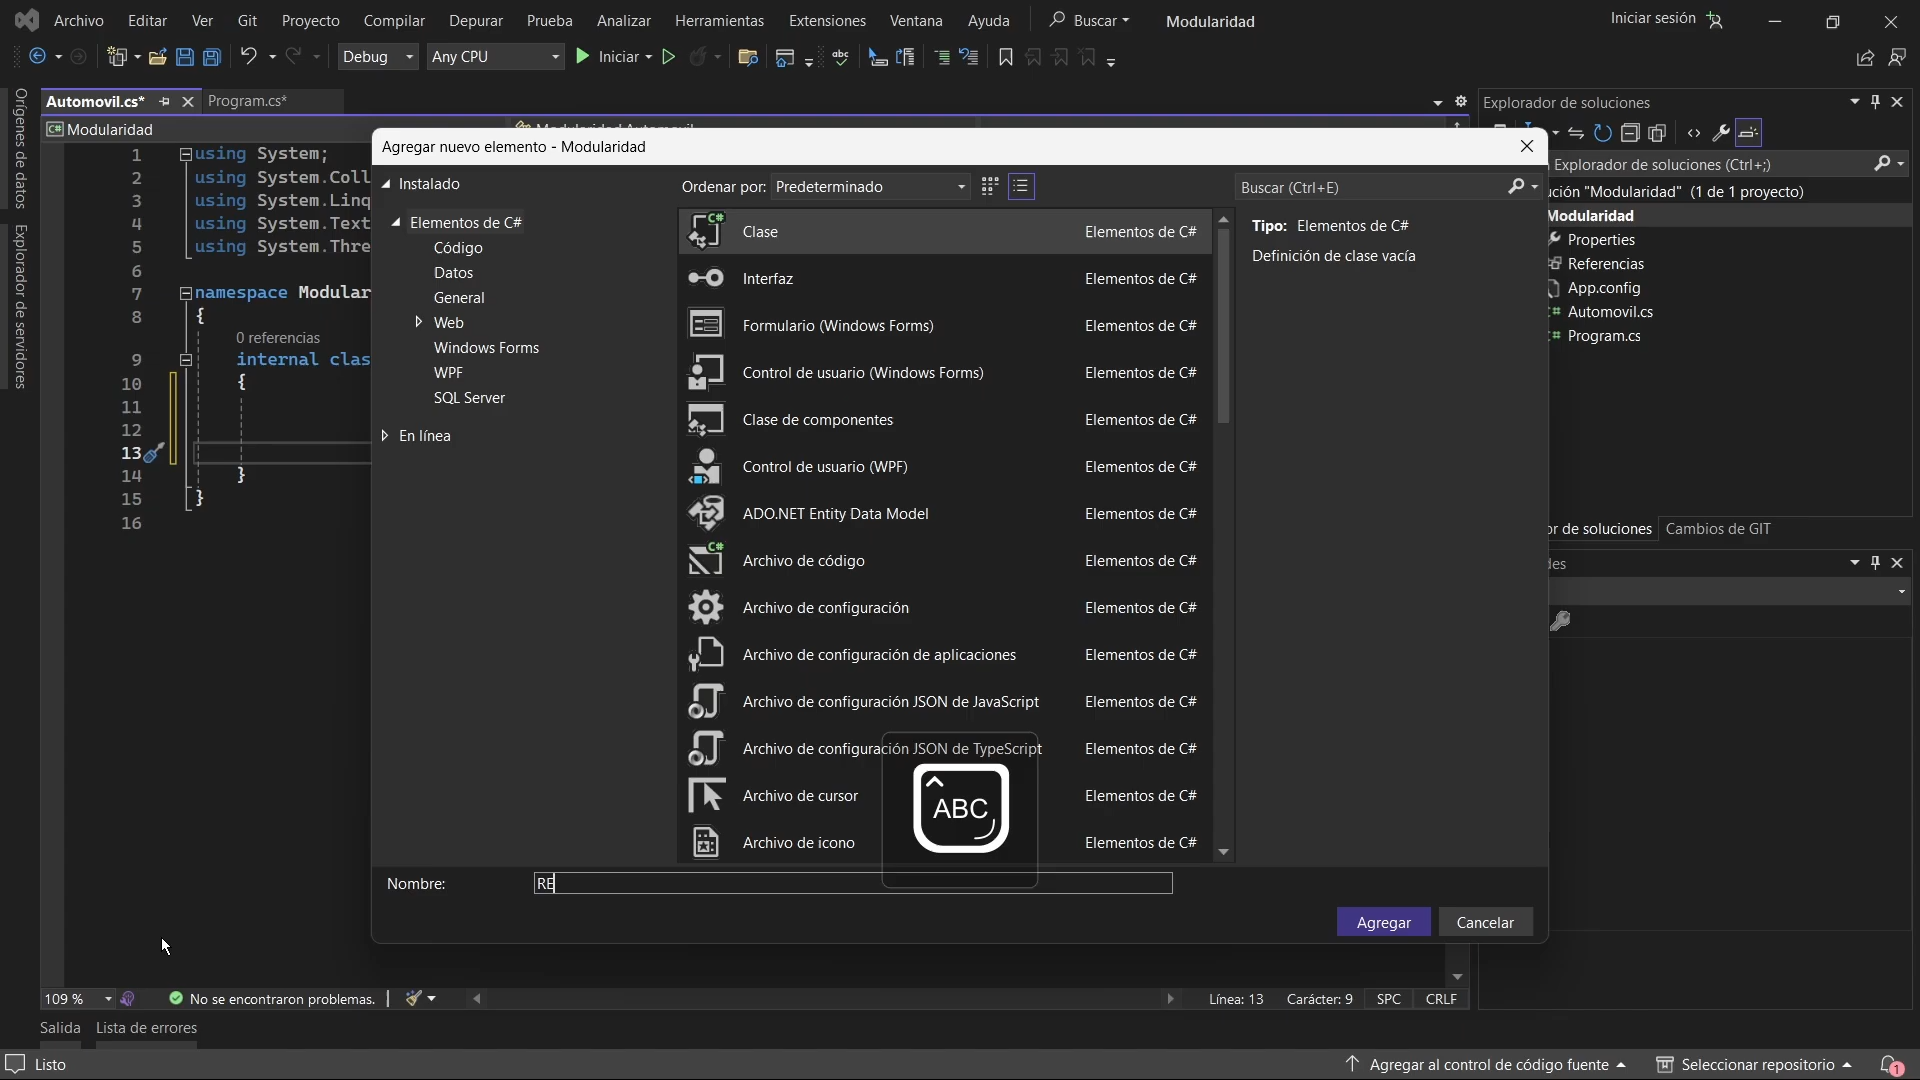 Archivo Editar Ver Git Proyecto Compilar Depurar Prueba Analizar Herramientas Extensiones Ventana Ayuda Buscar Modularidad Iniciar sesión
Debug Any CPU Iniciar abc
Orígenes de datos
Explorador de servidores
Automovil.cs* Program.cs*
C# Modularidad
1 using System;
2 using System.Coll
3 using System.Linq
4 using System.Text
5 using System.Thre
6
7 namespace Modular
8 {
0 referencias
9 internal clas
10 {
11
12
13
14 }
15 }
16
Agregar nuevo elemento - Modularidad
Instalado
Elementos de C#
Código
Datos
General
Web
Windows Forms
WPF
SQL Server
En línea
Ordenar por: Predeterminado
Buscar (Ctrl+E)
Clase Elementos de C#
Interfaz Elementos de C#
Formulario (Windows Forms) Elementos de C#
Control de usuario (Windows Forms) Elementos de C#
Clase de componentes Elementos de C#
Control de usuario (WPF) Elementos de C#
ADO.NET Entity Data Model Elementos de C#
Archivo de código Elementos de C#
Archivo de configuración Elementos de C#
Archivo de configuración de aplicaciones Elementos de C#
Archivo de configuración JSON de JavaScript Elementos de C#
Archivo de configuración JSON de TypeScript Elementos de C#
Archivo de cursor Elementos de C#
Archivo de icono Elementos de C#
Tipo: Elementos de C#
Definición de clase vacía
ABC
Nombre: RE
Agregar Cancelar
Explorador de soluciones
Explorador de soluciones (Ctrl+;)
ución "Modularidad" (1 de 1 proyecto)
Modularidad
Properties
Referencias
App.config
Automovil.cs
Program.cs
or de soluciones Cambios de GIT
des
109 % No se encontraron problemas. Línea: 13 Carácter: 9 SPC CRLF
Salida Lista de errores
Listo Agregar al control de código fuente Seleccionar repositorio 1